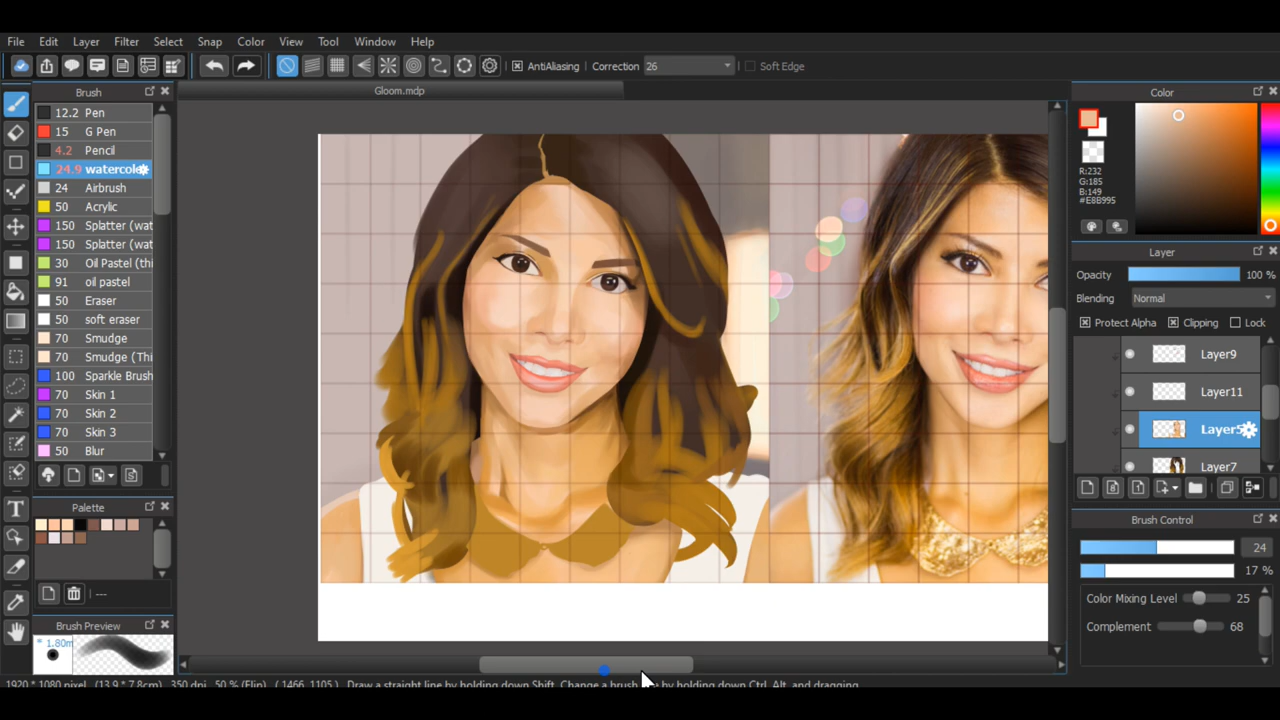 File Edit Layer Filter Select Snap Color View Tool Window Help
AntiAliasing Correction 26 Soft Edge
Brush
Gloom.mdp
Color
12.2 Pen
15 G Pen
4.2 Pencil
24.9 watercol
24 Airbrush
50 Acrylic
150 Splatter (wat
150 Splatter (wat
30 Oil Pastel (thi
91 oil pastel
50 Eraser
50 soft eraser
70 Smudge
70 Smudge (Thi
100 Sparkle Brush
70 Skin 1
70 Skin 2
70 Skin 3
50 Blur
R:232
G:185
B:149
#E8B995
Layer
Opacity 100 %
Blending Normal
Protect Alpha Clipping Lock
Layer9
Layer11
Layer5
Layer7
Palette
---
Brush Preview
* 1.80m
Brush Control
24
17 %
Color Mixing Level 25
Complement 68
1920 * 1080 pixel (13.9 * 7.8cm) 350 dpi 50 % (Flip) ( 1466, 1105 ) Draw a straight line by holding down Shift, Change a brush size by holding down Ctrl, Alt, and dragging